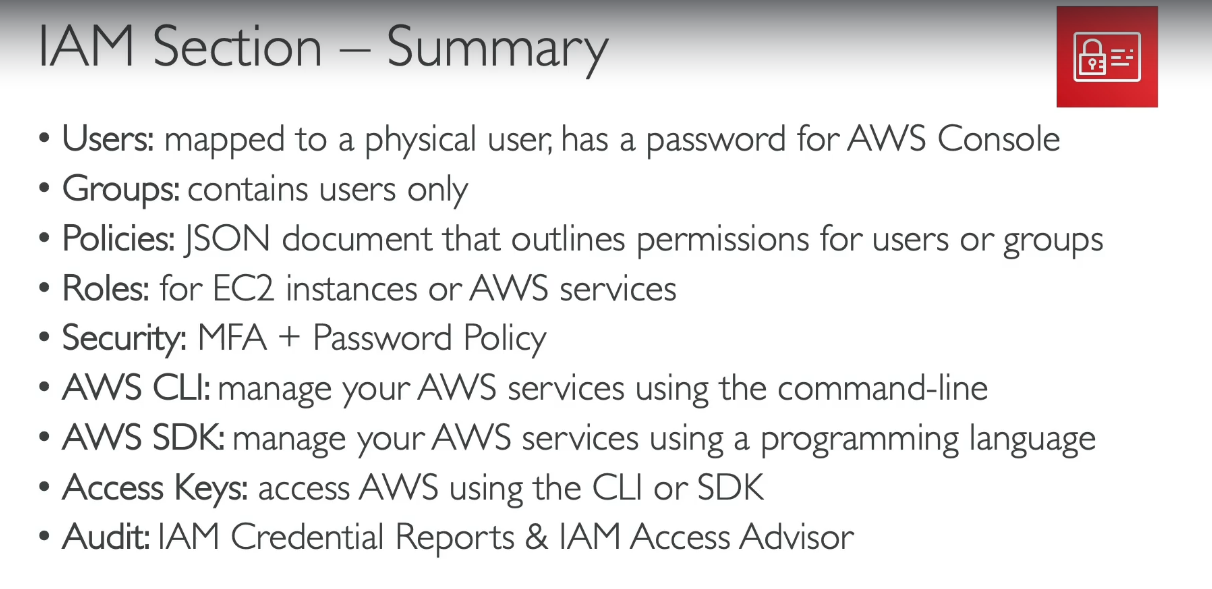 IAM Section – Summary
• Users: mapped to a physical user, has a password for AWS Console
• Groups: contains users only
• Policies: JSON document that outlines permissions for users or groups
• Roles: for EC2 instances or AWS services
• Security: MFA + Password Policy
• AWS CLI: manage your AWS services using the command-line
• AWS SDK: manage your AWS services using a programming language
• Access Keys: access AWS using the CLI or SDK
• Audit: IAM Credential Reports & IAM Access Advisor